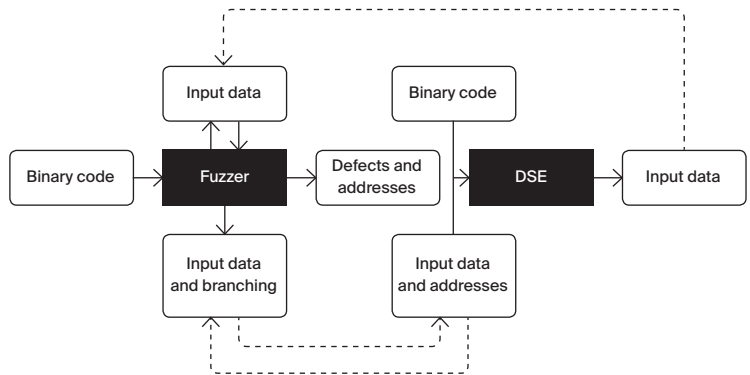 Input data
Binary code
Binary code
Fuzzer
Defects and
addresses
DSE
Input data
Input data
and branching
Input data
and addresses